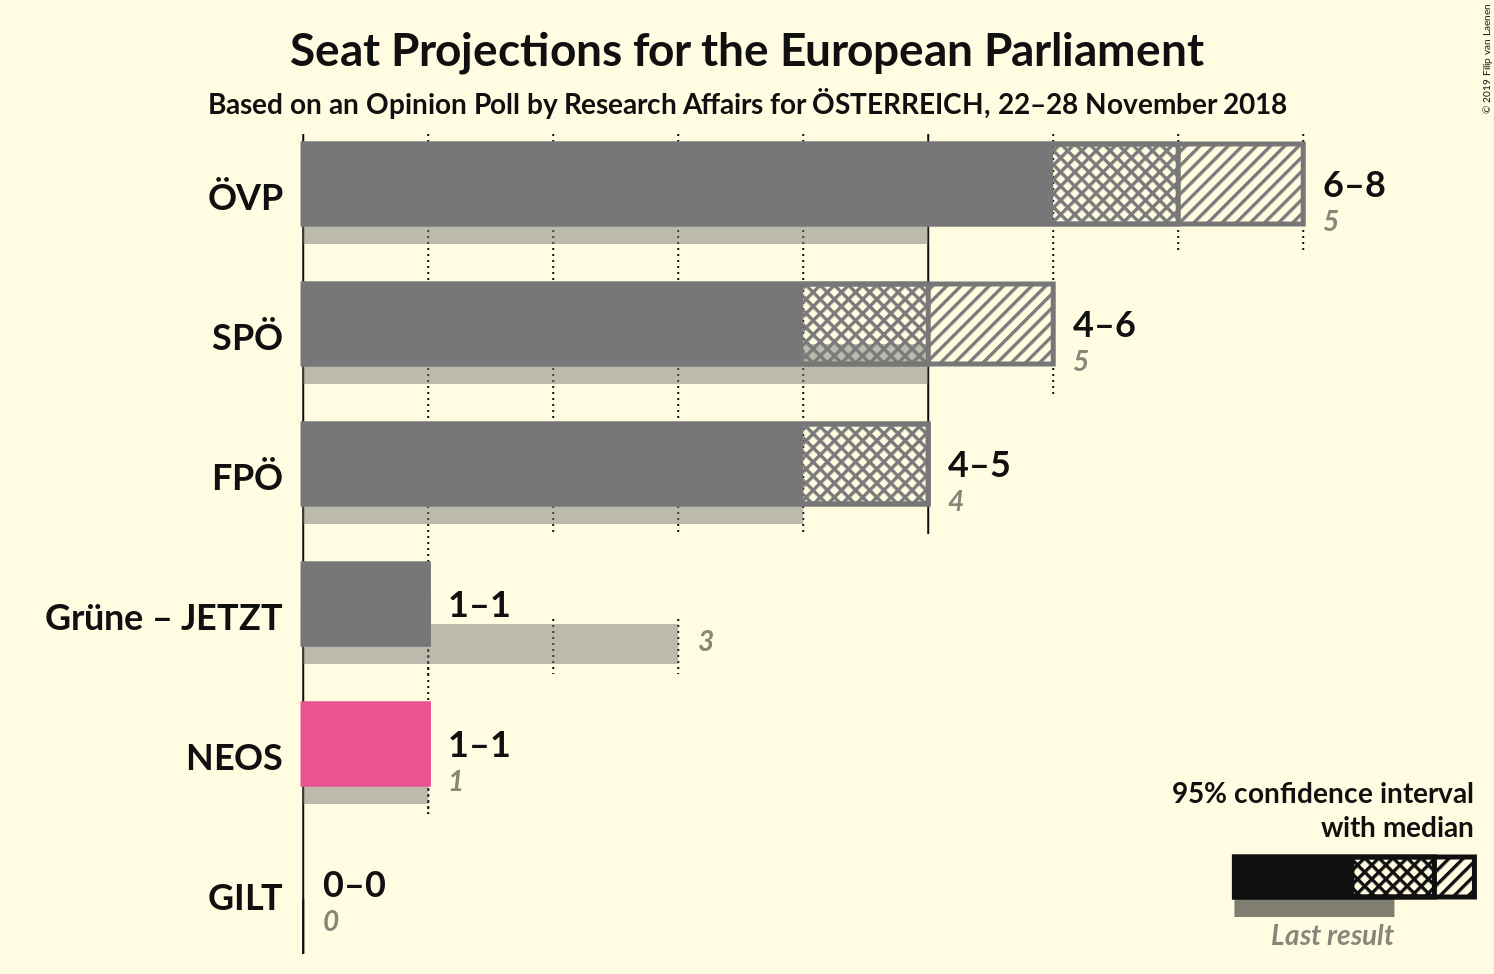 Seat Projections for the European Parliament
Based on an Opinion Poll by Research Affairs for ÖSTERREICH, 22–28 November 2018
© 2019 Filip van Laenen
ÖVP
6–8
5
SPÖ
4–6
5
FPÖ
4–5
4
Grüne – JETZT
1–1
3
NEOS
1–1
1
GILT
0–0
0
95% confidence interval
with median
Last result